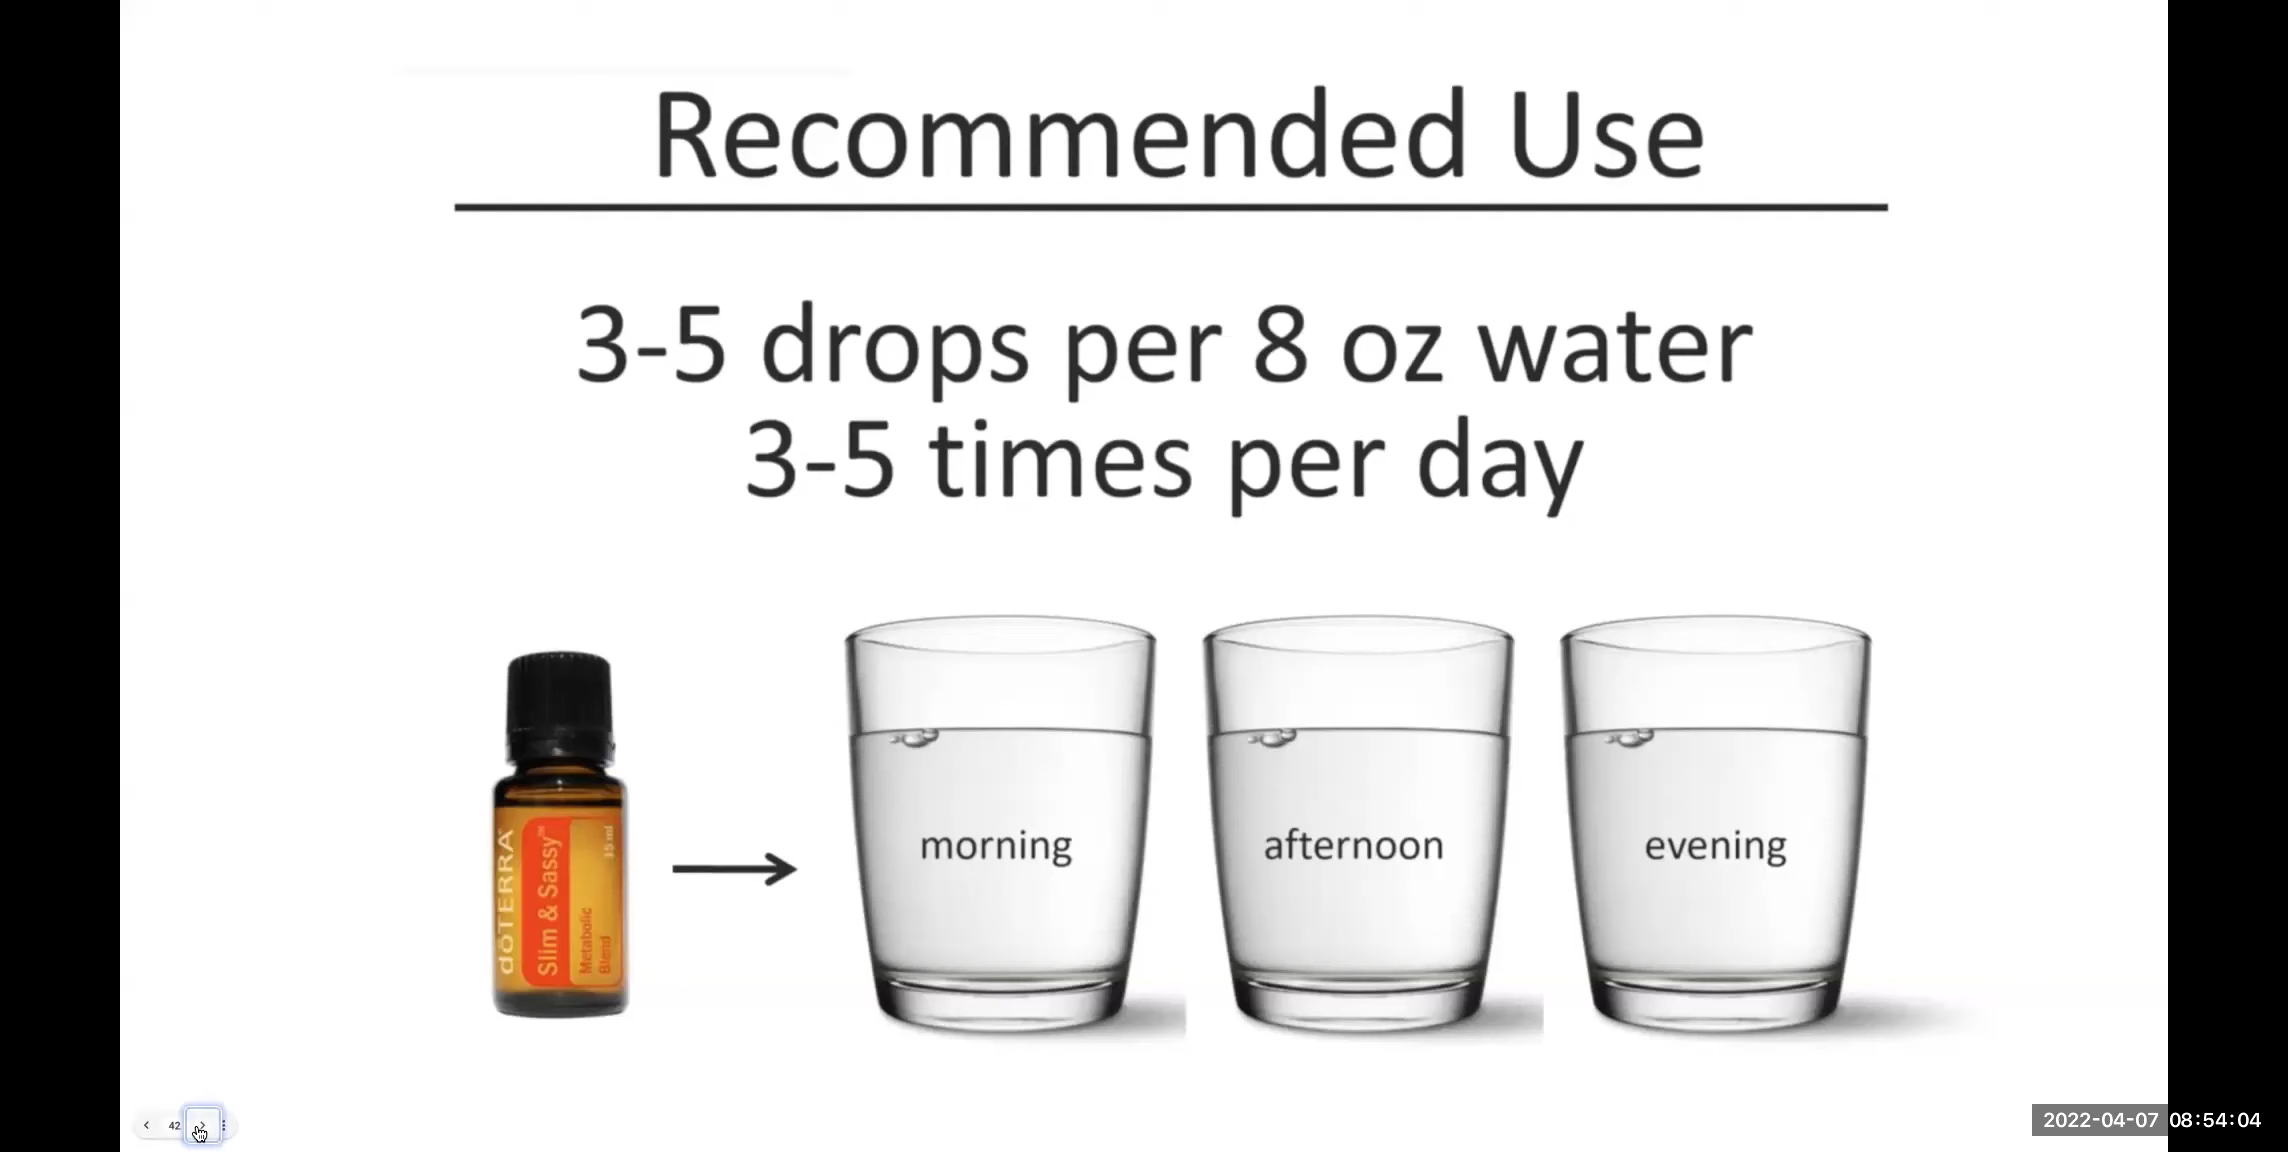 Recommended Use
3-5 drops per 8 oz water
3-5 times per day
dōTERRA
Slim & Sassy™
Metabolic
Blend
15 ml
morning
afternoon
evening
42
2022-04-07 08:54:04